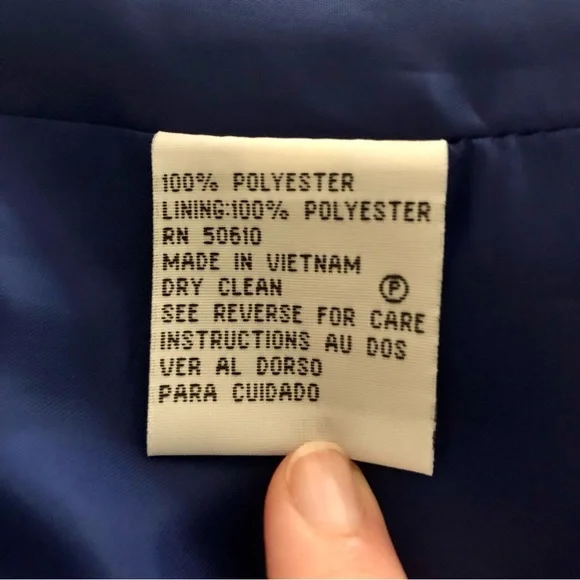 100% POLYESTER
LINING:100% POLYESTER
RN 50610
MADE IN VIETNAM
DRY CLEAN Ⓟ
SEE REVERSE FOR CARE
INSTRUCTIONS AU DOS
VER AL DORSO
PARA CUIDADO